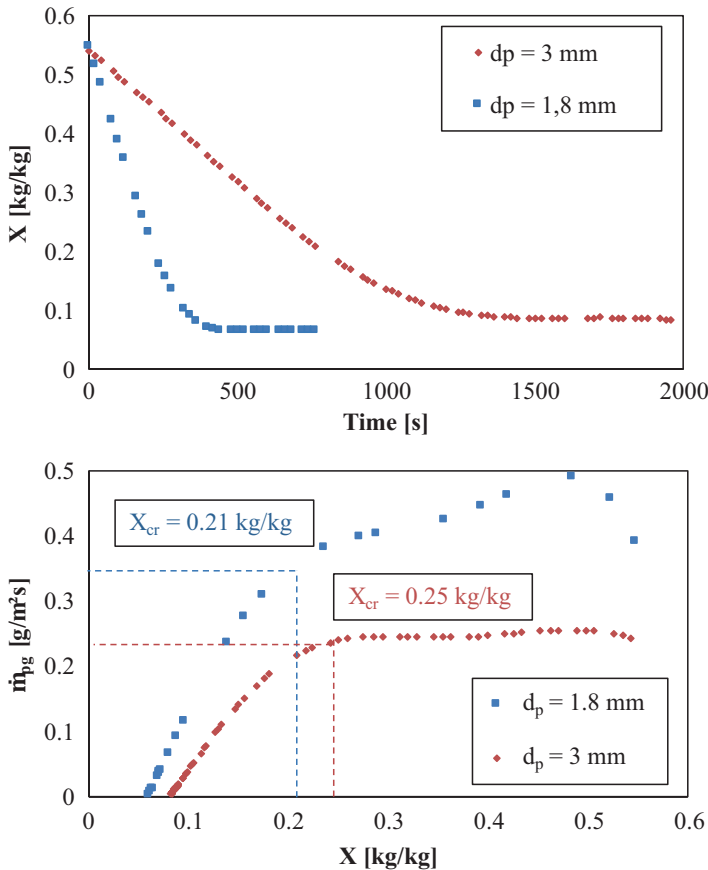 0.6
0.5
0.4
0.3
0.2
0.1
0
X [kg/kg]
dp = 3 mm
dp = 1,8 mm
0 500 1000 1500 2000
Time [s]
0.5
0.4
0.3
0.2
0.1
0
ṁpg [g/m²s]
Xcr = 0.21 kg/kg
Xcr = 0.25 kg/kg
dp = 1.8 mm
dp = 3 mm
0 0.1 0.2 0.3 0.4 0.5 0.6
X [kg/kg]